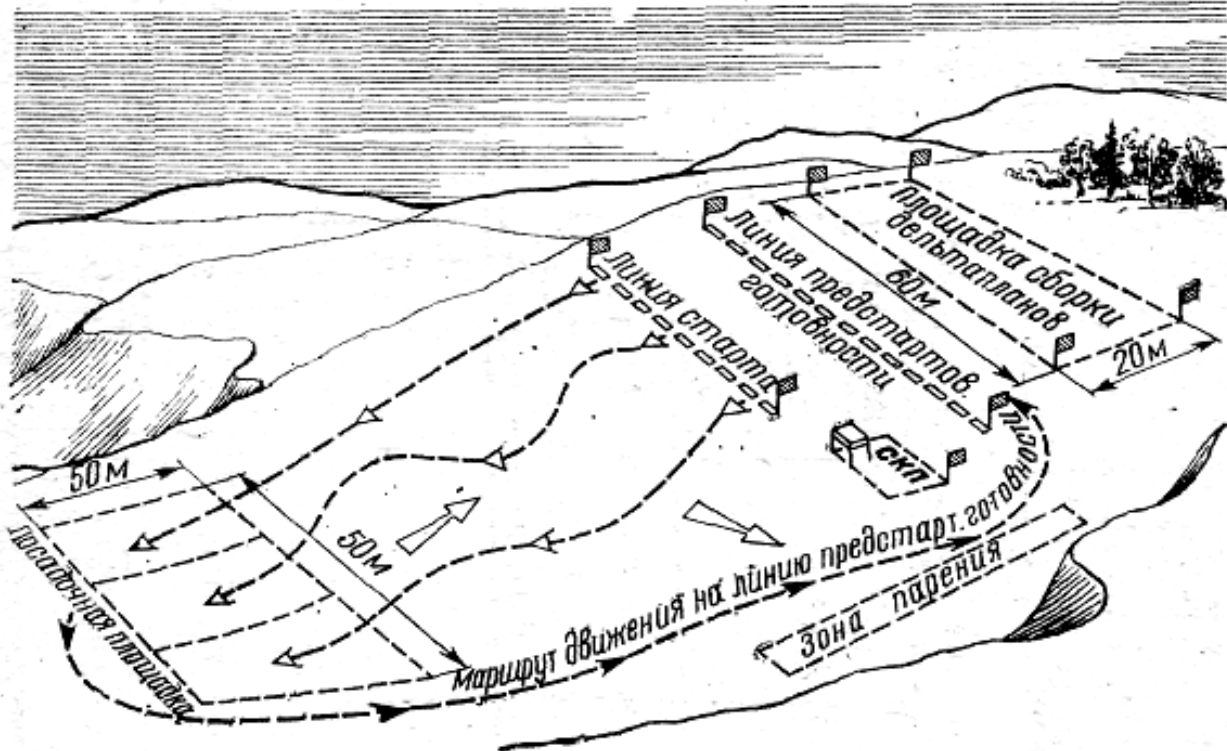 площадка сборки
дельтапланов
20м
60м
линия предстартов.
готовности
линия старта
СКП
50м
50м
посадочная площадка
маршрут движения на линию предстарт. готовности
Зона парения